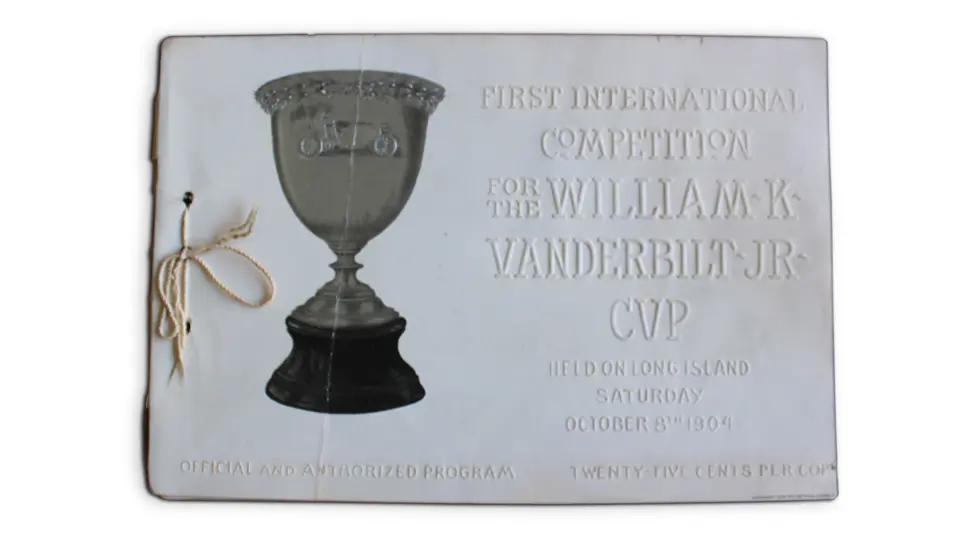 FIRST INTERNATIONAL
COMPETITION
FOR THE WILLIAM-K-
VANDERBILT-JR-
CVP
HELD ON LONG ISLAND
SATURDAY
OCTOBER 8TH 1904
OFFICIAL AND AVTHORIZED PROGRAM
TWENTY-FIVE CENTS PER COPY